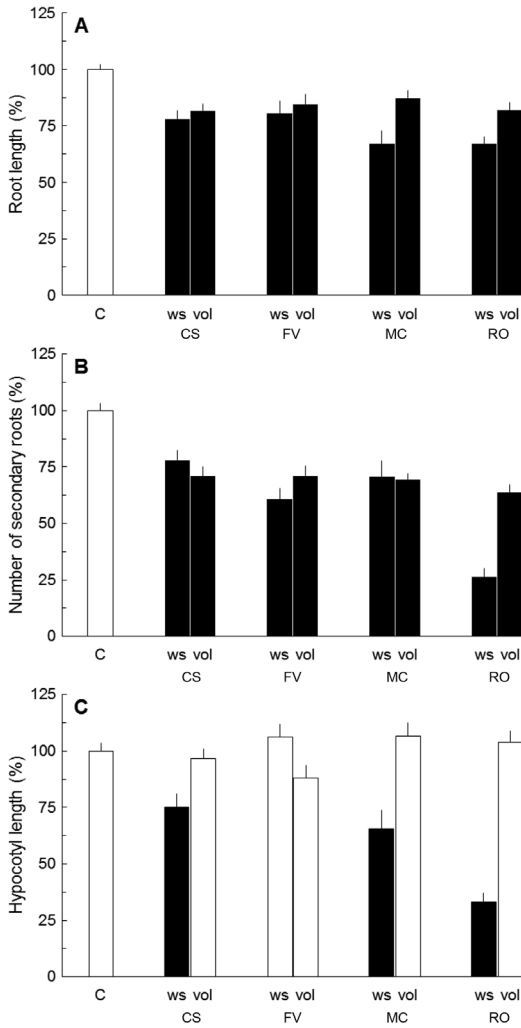 A
Root length (%)
125
100
75
50
25
0
C ws vol ws vol ws vol ws vol
CS FV MC RO
B
Number of secondary roots (%)
125
100
75
50
25
0
C ws vol ws vol ws vol ws vol
CS FV MC RO
C
Hypocotyl length (%)
125
100
75
50
25
0
C ws vol ws vol ws vol ws vol
CS FV MC RO